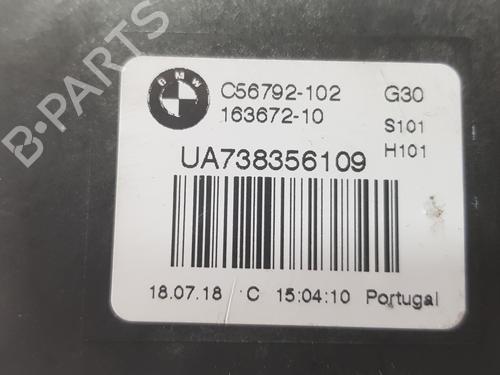 B-PARTS
BMW
C56792-102 G30
163672-10 S101
UA738356109 H101
18.07.18 C 15:04:10 Portugal